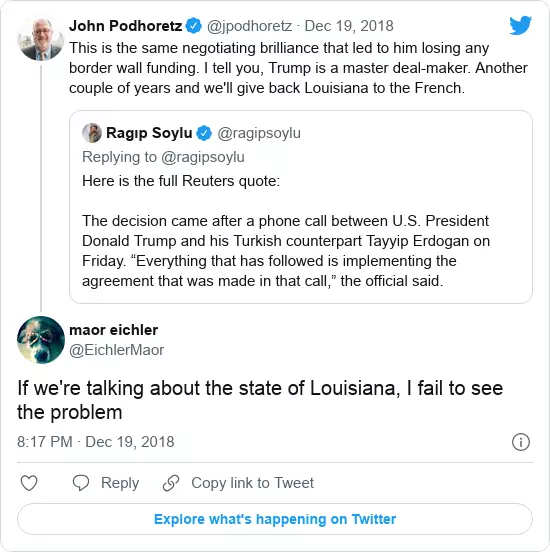 John Podhoretz @jpodhoretz · Dec 19, 2018
This is the same negotiating brilliance that led to him losing any
border wall funding. I tell you, Trump is a master deal-maker. Another
couple of years and we'll give back Louisiana to the French.
Ragıp Soylu @ragipsoylu
Replying to @ragipsoylu
Here is the full Reuters quote:
The decision came after a phone call between U.S. President
Donald Trump and his Turkish counterpart Tayyip Erdogan on
Friday. “Everything that has followed is implementing the
agreement that was made in that call,” the official said.
maor eichler
@EichlerMaor
If we're talking about the state of Louisiana, I fail to see
the problem
8:17 PM · Dec 19, 2018
Reply Copy link to Tweet
Explore what's happening on Twitter